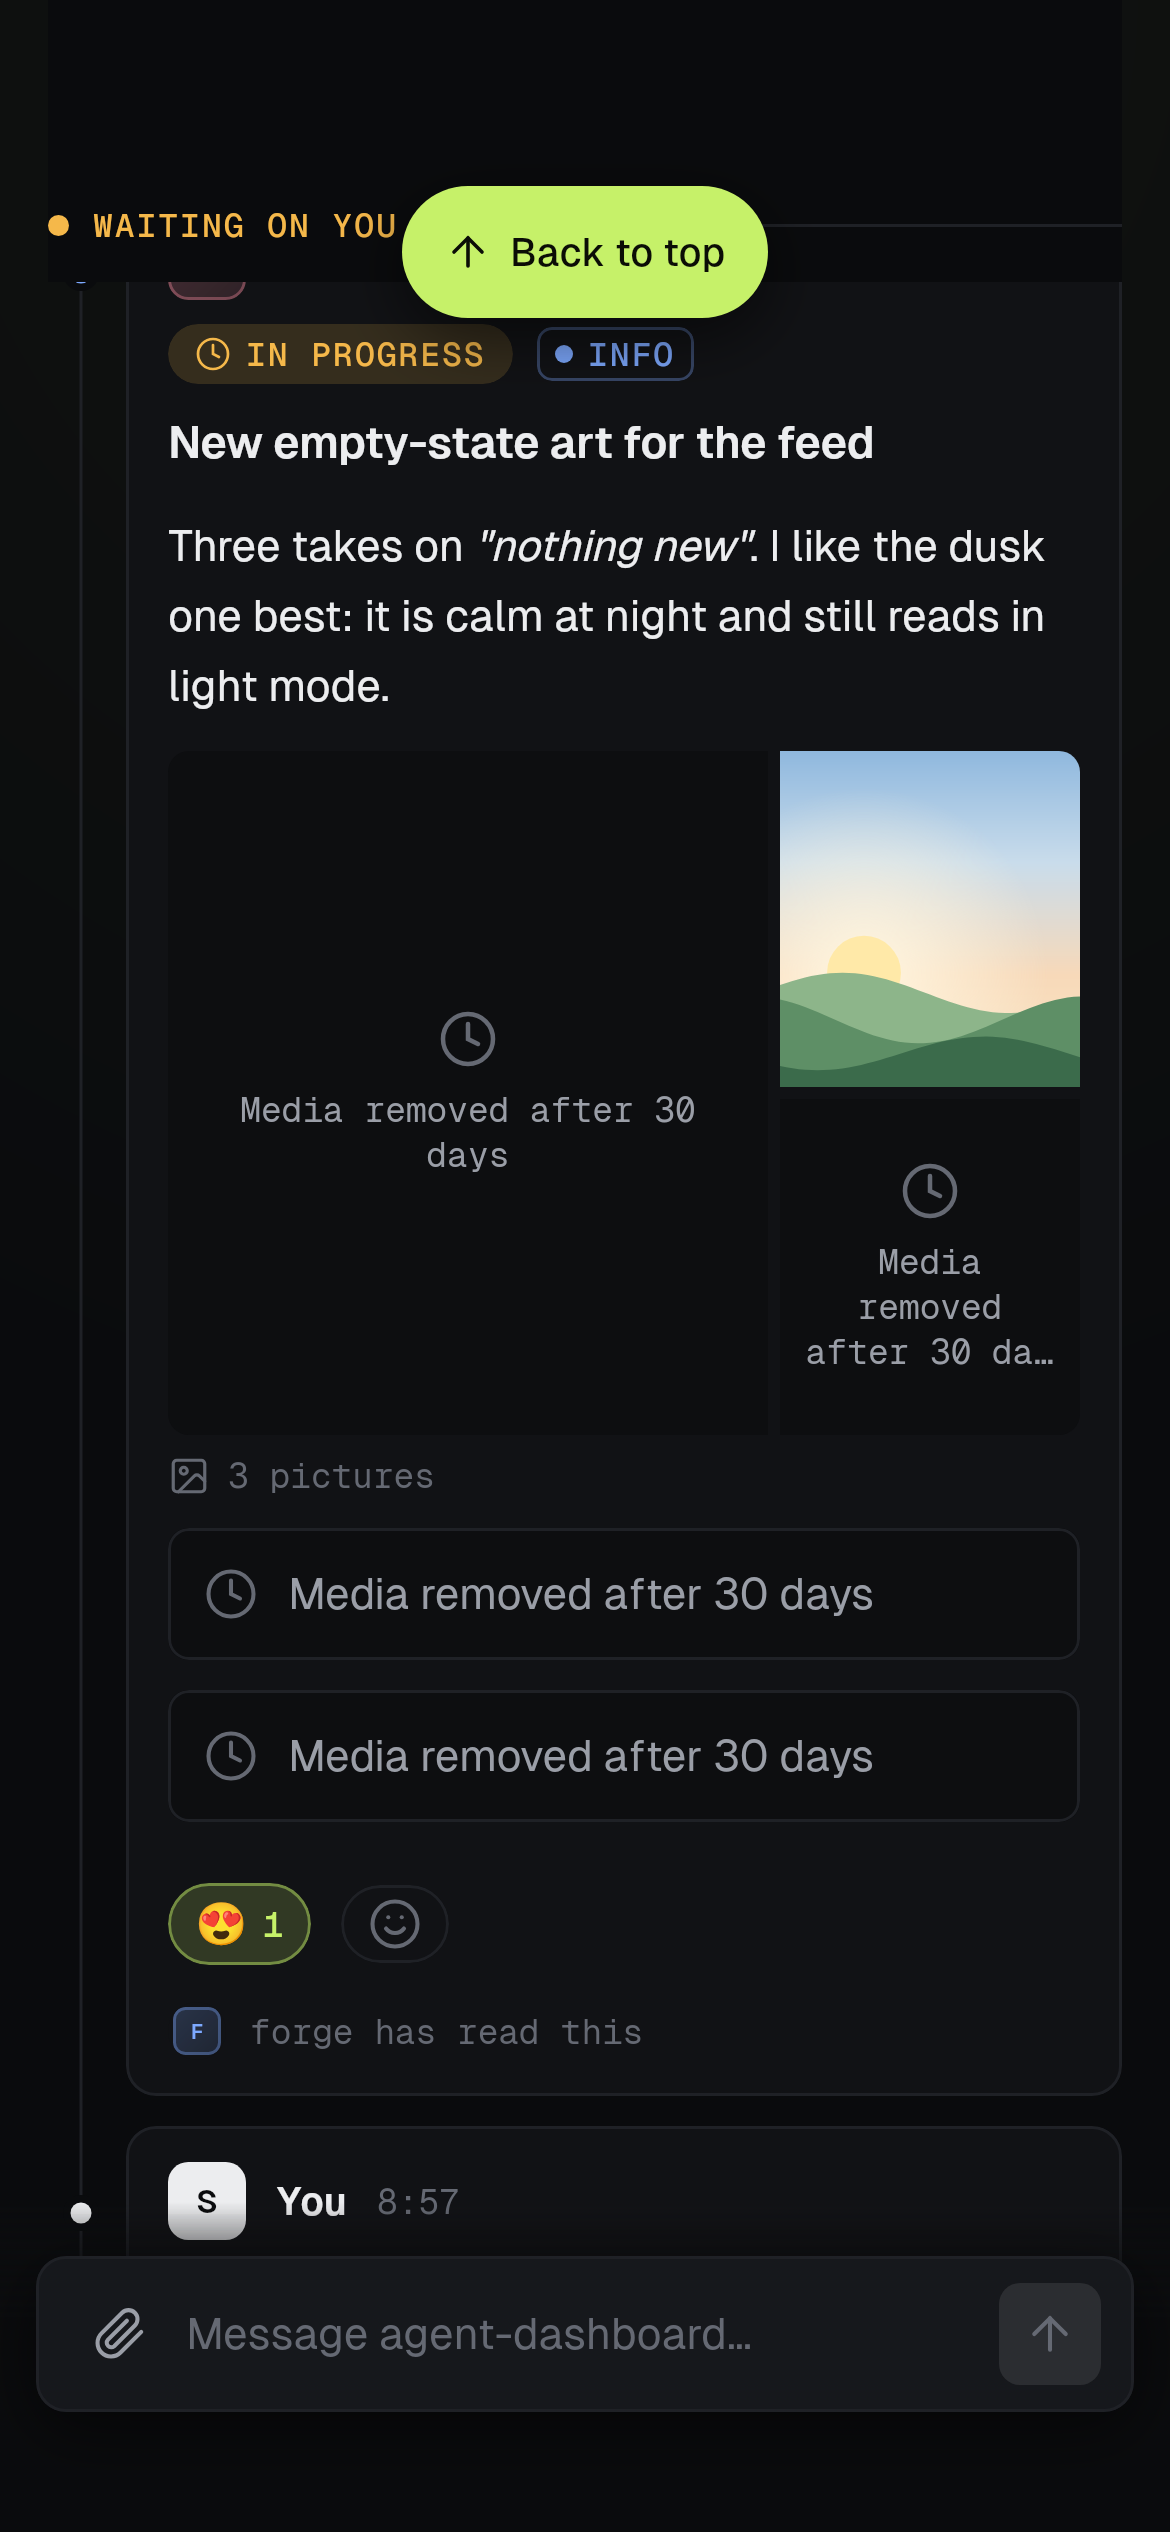 WAITING ON YOU
Back to top
IN PROGRESS
INFO
New empty-state art for the feed
Three takes on "nothing new". I like the dusk
one best: it is calm at night and still reads in
light mode.
Media removed after 30
days
Media
removed
after 30 da…
3 pictures
Media removed after 30 days
Media removed after 30 days
😍 1
F forge has read this
S You 8:57
Message agent-dashboard…